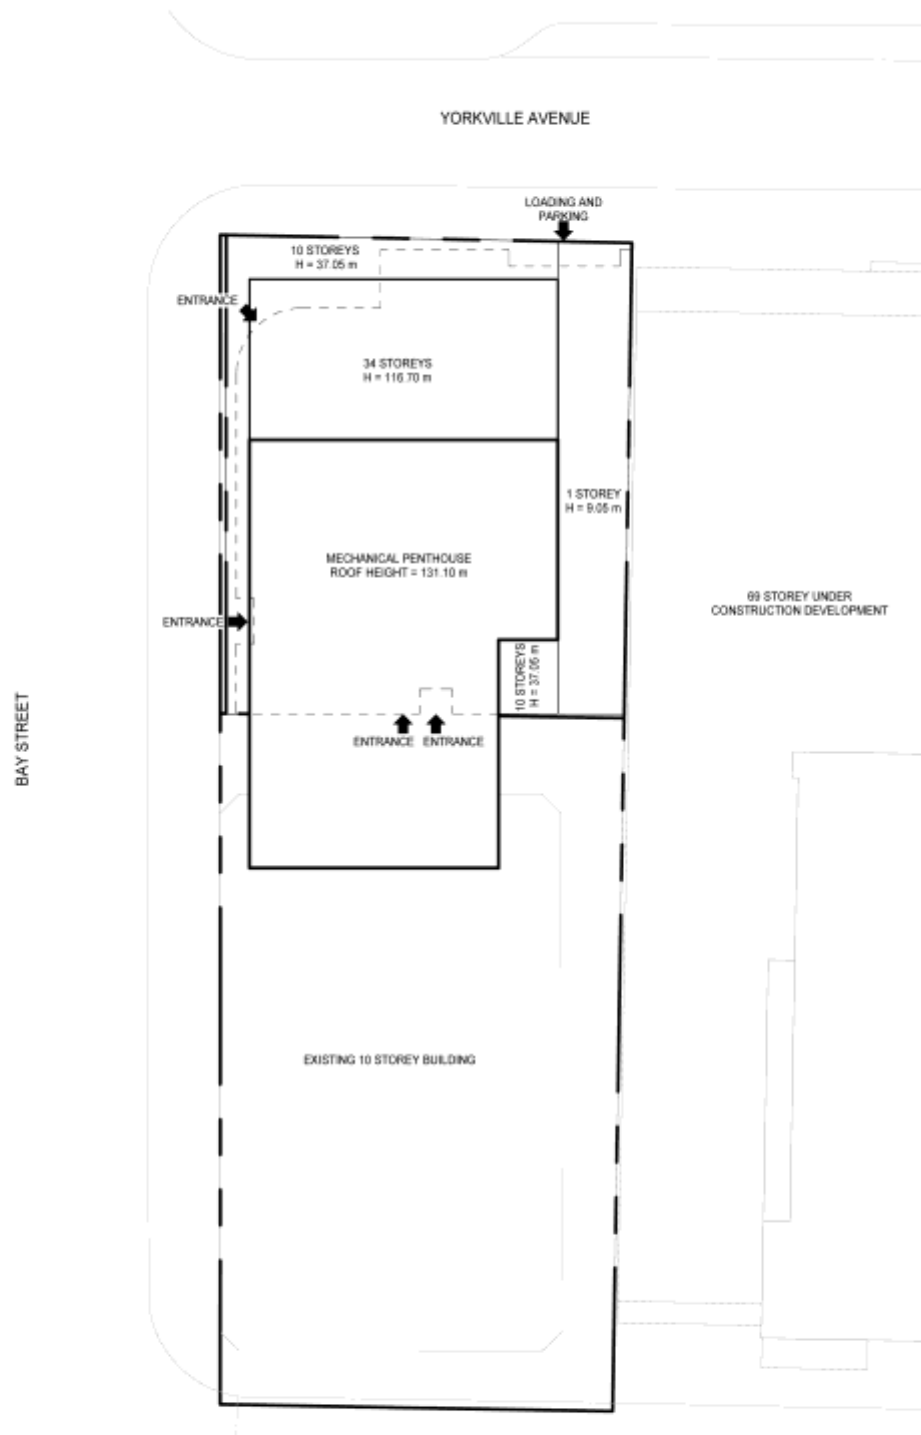 YORKVILLE AVENUE
LOADING AND
PARKING
10 STOREYS
H = 37.05 m
ENTRANCE
34 STOREYS
H = 116.70 m
1 STOREY
H = 9.05 m
MECHANICAL PENTHOUSE
ROOF HEIGHT = 131.10 m
69 STOREY UNDER
CONSTRUCTION DEVELOPMENT
ENTRANCE
10 STOREYS
H = 37.05 m
ENTRANCE ENTRANCE
BAY STREET
EXISTING 10 STOREY BUILDING